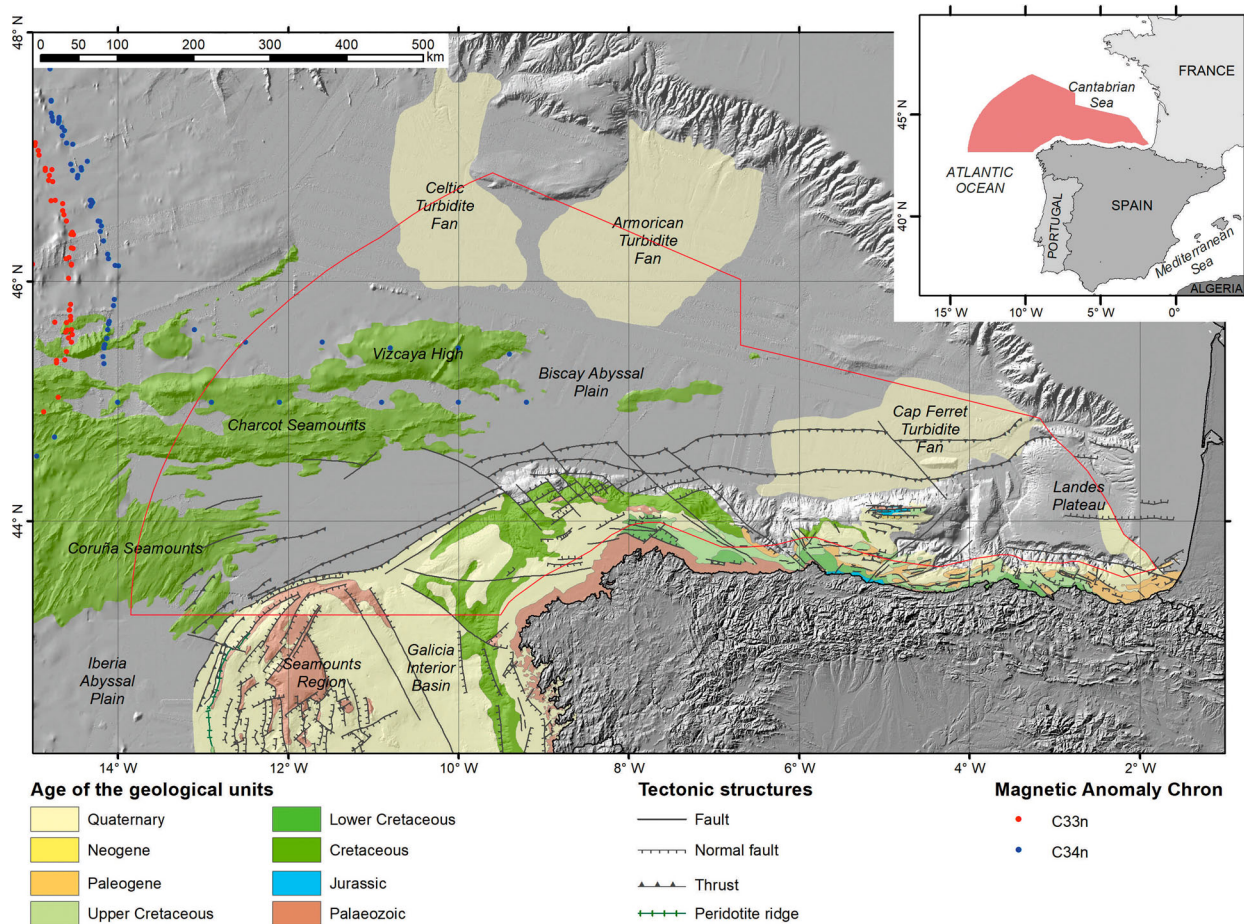 48° N
0 50 100 200 300 400 500
km
Celtic
Turbidite
Fan
Armorican
Turbidite
Fan
46° N
Vizcaya High
Biscay Abyssal
Plain
Charcot Seamounts
Cap Ferret
Turbidite
Fan
Landes
Plateau
44° N
Coruña Seamounts
Iberia
Abyssal
Plain
Seamounts
Region
Galicia
Interior
Basin
14° W 12° W 10° W 8° W 6° W 4° W 2° W
FRANCE
Cantabrian
Sea
45° N
ATLANTIC
OCEAN
40° N
PORTUGAL
SPAIN
Mediterranean
Sea
ALGERIA
15° W 10° W 5° W 0° W
Age of the geological units
Quaternary
Neogene
Paleogene
Upper Cretaceous
Lower Cretaceous
Cretaceous
Jurassic
Palaeozoic
Tectonic structures
Fault
Normal fault
Thrust
Peridotite ridge
Magnetic Anomaly Chron
C33n
C34n